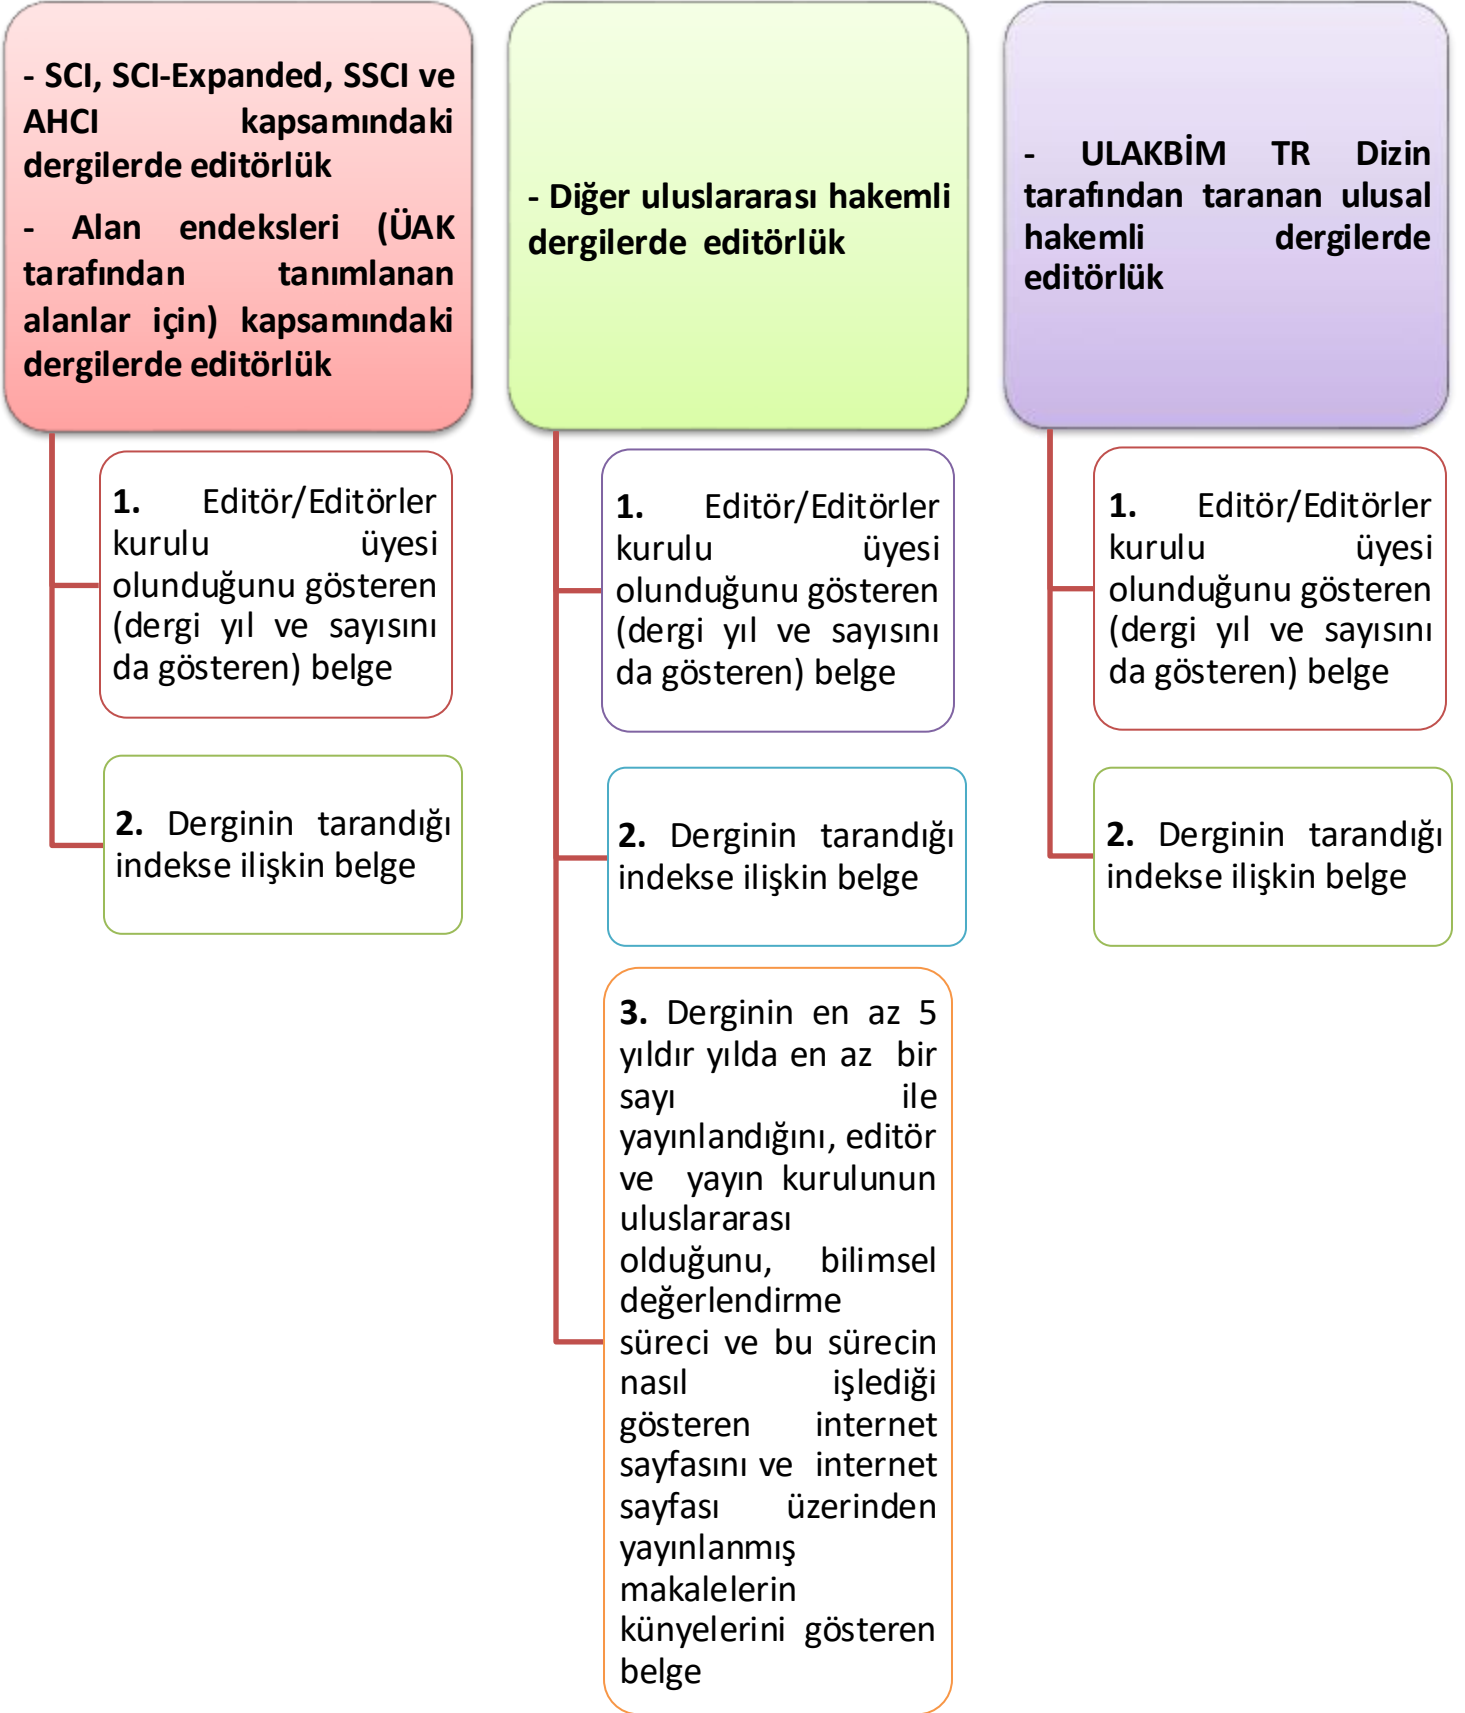 - SCI, SCI-Expanded, SSCI ve
AHCI kapsamındaki
dergilerde editörlük
- Alan endeksleri (ÜAK
tarafından tanımlanan
alanlar için) kapsamındaki
dergilerde editörlük
1. Editör/Editörler
kurulu üyesi
olunduğunu gösteren
(dergi yıl ve sayısını
da gösteren) belge
2. Derginin tarandığı
indekse ilişkin belge
- Diğer uluslararası hakemli
dergilerde editörlük
1. Editör/Editörler
kurulu üyesi
olunduğunu gösteren
(dergi yıl ve sayısını
da gösteren) belge
2. Derginin tarandığı
indekse ilişkin belge
3. Derginin en az 5
yıldır yılda en az bir
sayı ile
yayınlandığını, editör
ve yayın kurulunun
uluslararası
olduğunu, bilimsel
değerlendirme
süreci ve bu sürecin
nasıl işlediği
gösteren internet
sayfasını ve internet
sayfası üzerinden
yayınlanmış
makalelerin
künyelerini gösteren
belge
- ULAKBİM TR Dizin
tarafından taranan ulusal
hakemli dergilerde
editörlük
1. Editör/Editörler
kurulu üyesi
olunduğunu gösteren
(dergi yıl ve sayısını
da gösteren) belge
2. Derginin tarandığı
indekse ilişkin belge